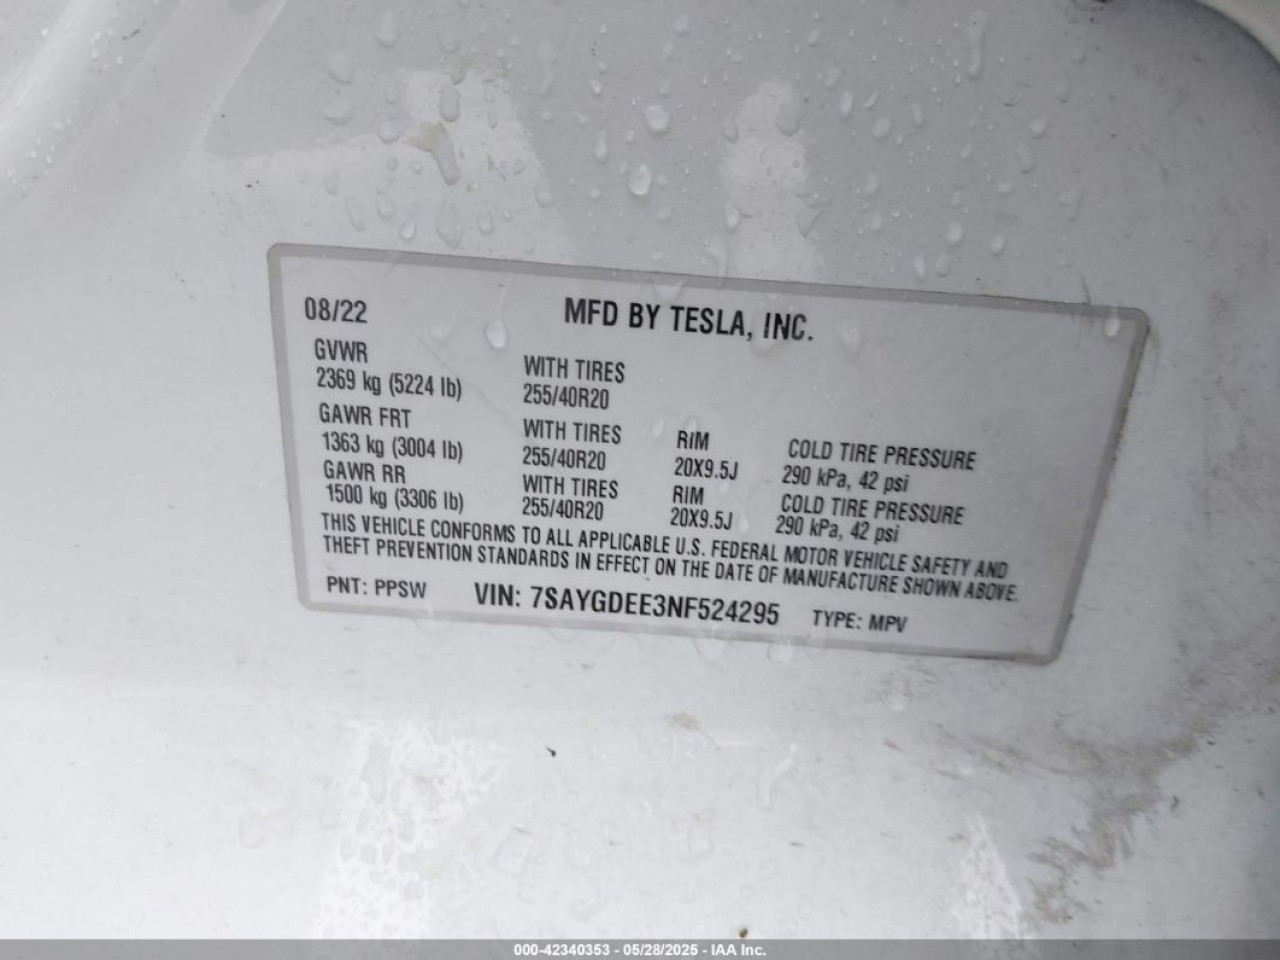 08/22 MFD BY TESLA, INC.
GVWR WITH TIRES
2369 kg (5224 lb) 255/40R20
GAWR FRT WITH TIRES RIM COLD TIRE PRESSURE
1363 kg (3004 lb) 255/40R20 20X9.5J 290 kPa, 42 psi
GAWR RR WITH TIRES RIM COLD TIRE PRESSURE
1500 kg (3306 lb) 255/40R20 20X9.5J 290 kPa, 42 psi
THIS VEHICLE CONFORMS TO ALL APPLICABLE U.S. FEDERAL MOTOR VEHICLE SAFETY AND
THEFT PREVENTION STANDARDS IN EFFECT ON THE DATE OF MANUFACTURE SHOWN ABOVE.
PNT: PPSW VIN: 7SAYGDEE3NF524295 TYPE: MPV
000-42340353 - 05/28/2025 - IAA Inc.